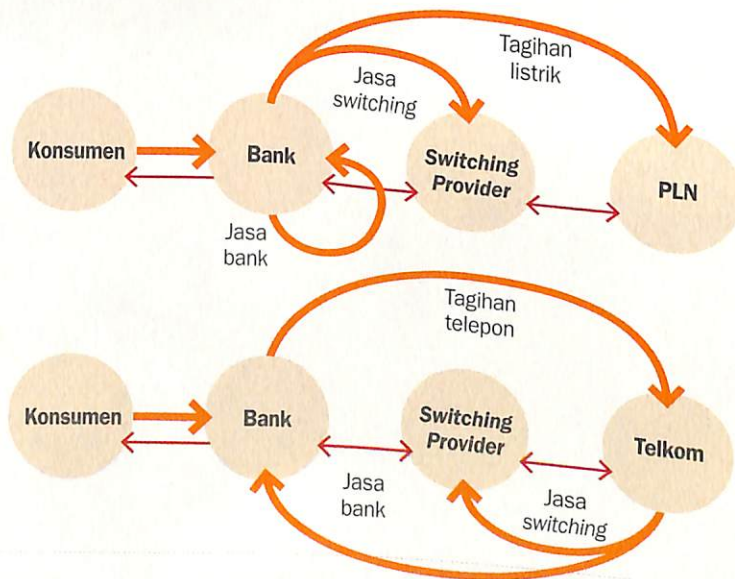 Tagihan
listrik
Jasa
switching
Konsumen
Bank
Switching
Provider
PLN
Jasa
bank
Tagihan
telepon
Konsumen
Bank
Switching
Provider
Telkom
Jasa
bank
Jasa
switching